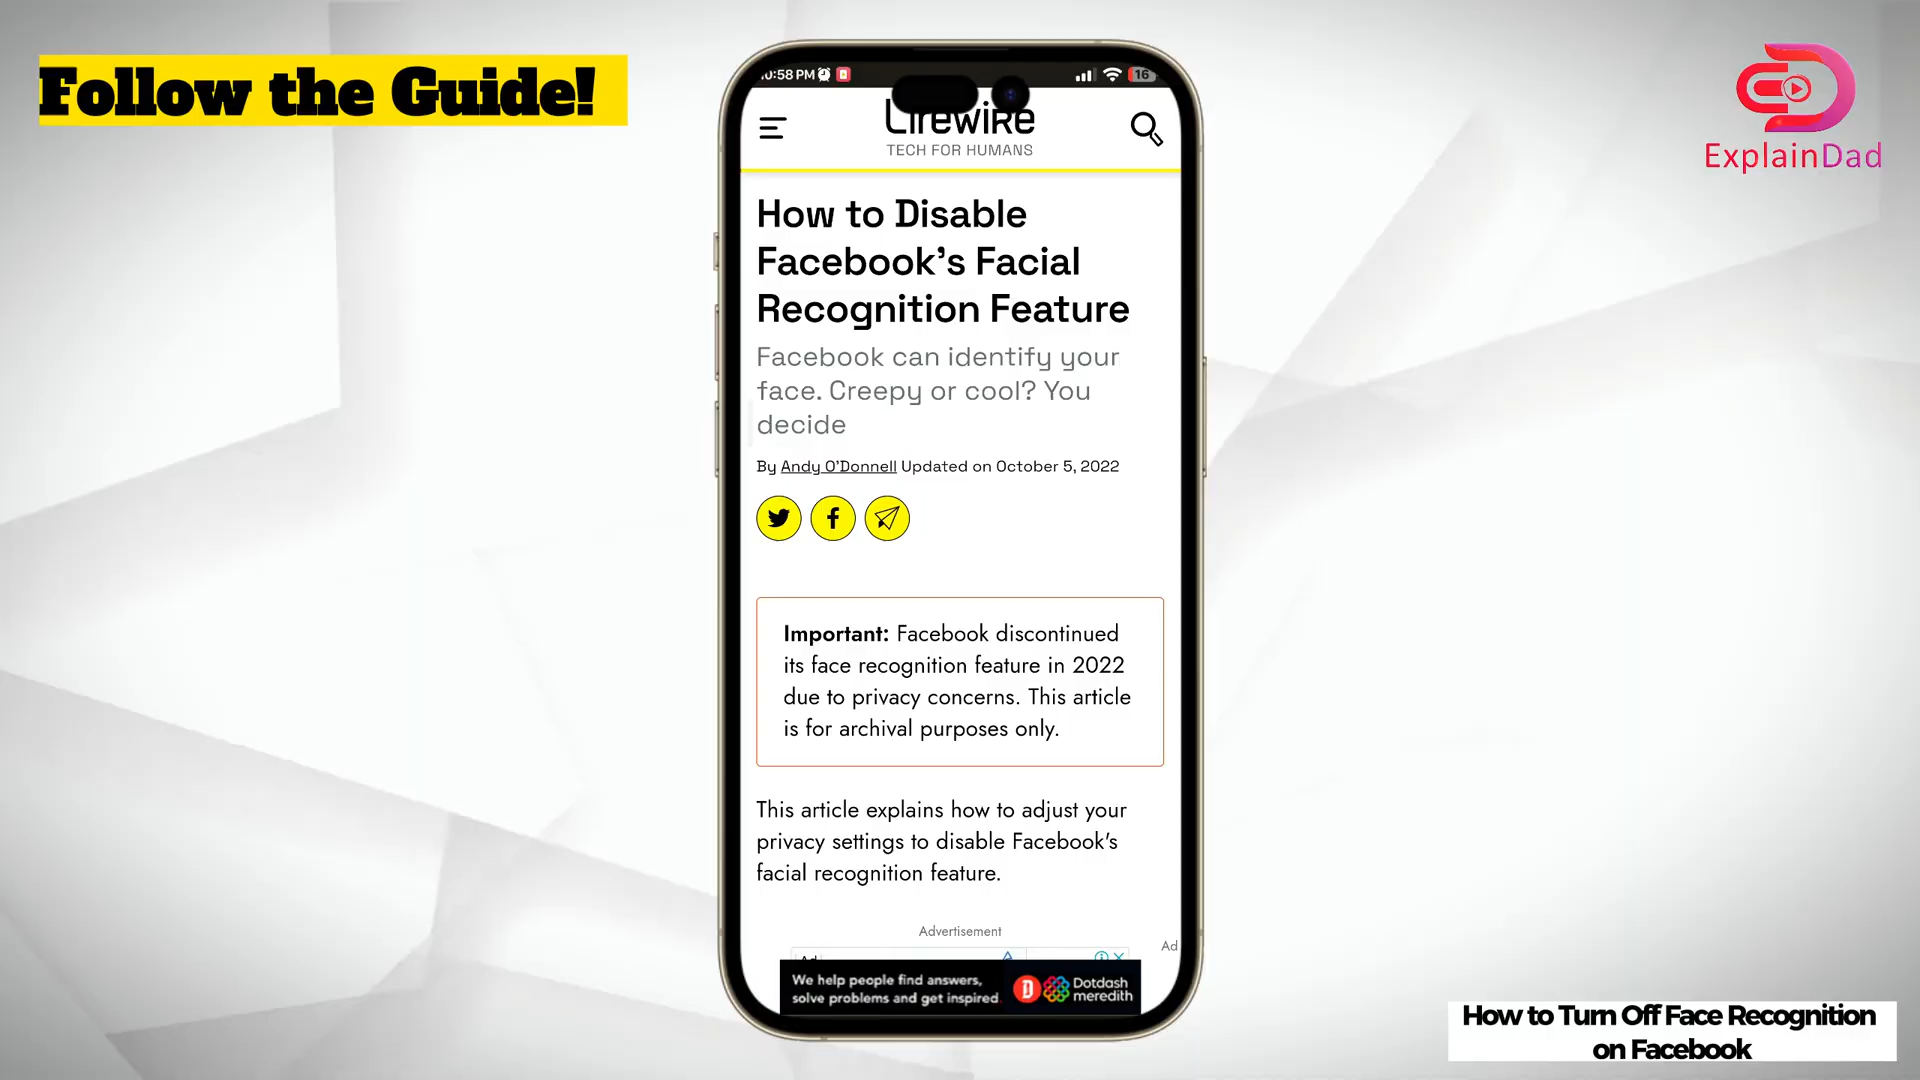 Follow the Guide!
ExplainDad
10:58 PM
16
Lifewire
TECH FOR HUMANS
How to Disable
Facebook's Facial
Recognition Feature
Facebook can identify your
face. Creepy or cool? You
decide
By Andy O'Donnell Updated on October 5, 2022
Important: Facebook discontinued
its face recognition feature in 2022
due to privacy concerns. This article
is for archival purposes only.
This article explains how to adjust your
privacy settings to disable Facebook's
facial recognition feature.
Advertisement
Ad
Ad
We help people find answers,
solve problems and get inspired.
Dotdash
meredith
How to Turn Off Face Recognition
on Facebook